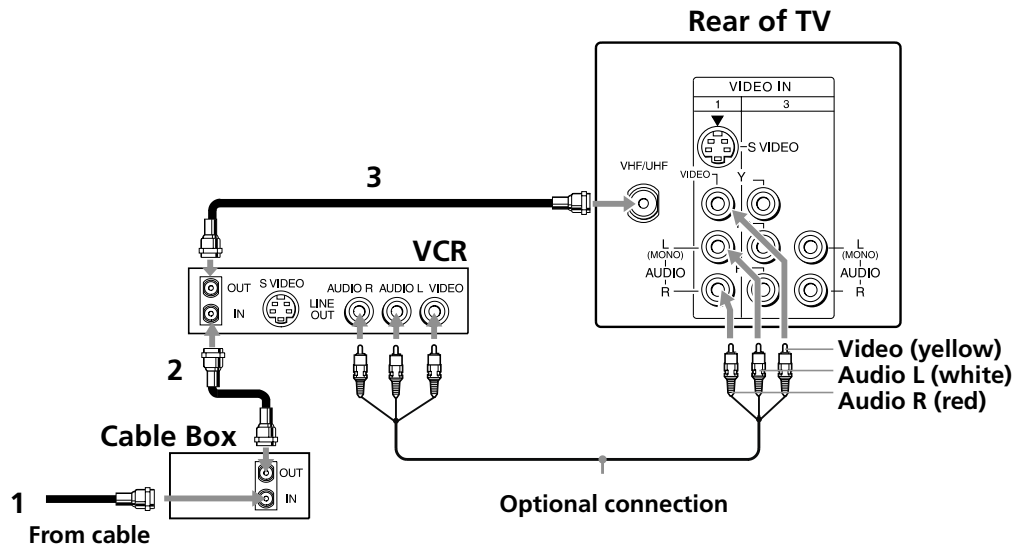 Rear of TV
VIDEO IN
1
3
S VIDEO
VHF/UHF
VIDEO
Y
3
L
(MONO)
AUDIO
R
L
(MONO)
AUDIO
R
VCR
OUT
IN
S VIDEO
LINE
OUT
AUDIO R AUDIO L VIDEO
Video (yellow)
Audio L (white)
Audio R (red)
2
Cable Box
OUT
IN
1
From cable
Optional connection